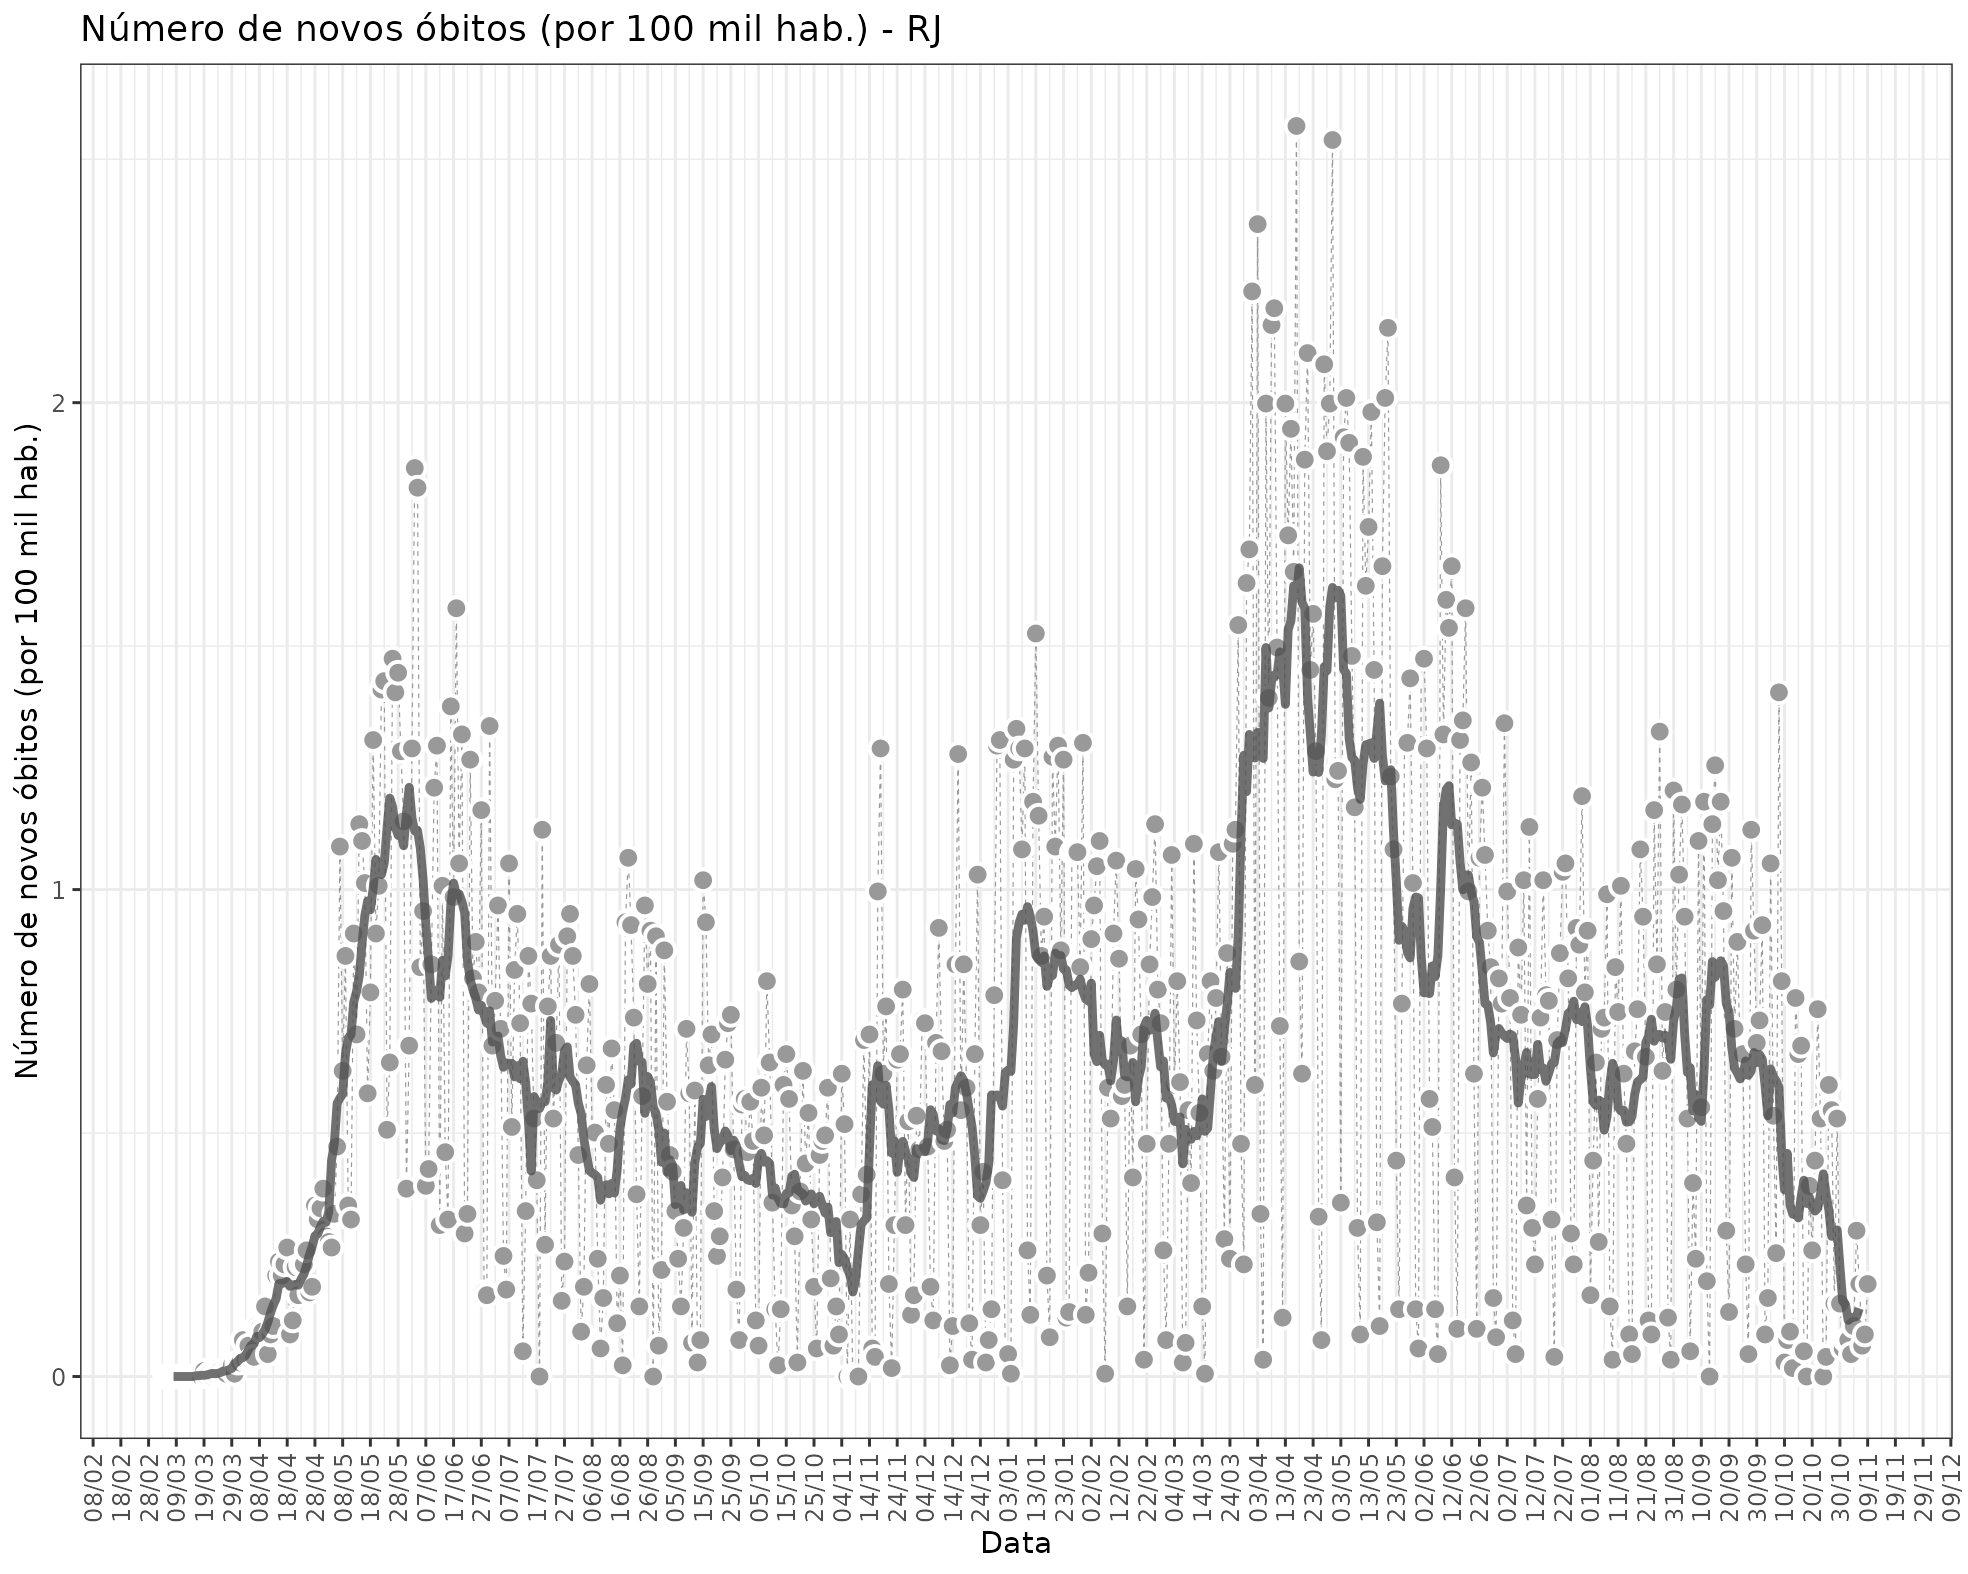 Número de novos óbitos (por 100 mil hab.) - RJ
Número de novos óbitos (por 100 mil hab.)
2
1
0
08/02 18/02 28/02 09/03 19/03 29/03 08/04 18/04 28/04 08/05 18/05 28/05 07/06 17/06 27/06 07/07 17/07 27/07 06/08 16/08 26/08 05/09 15/09 25/09 05/10 15/10 25/10 04/11 14/11 24/11 04/12 14/12 24/12 03/01 13/01 23/01 02/02 12/02 22/02 04/03 14/03 24/03 03/04 13/04 23/04 03/05 13/05 23/05 02/06 12/06 22/06 02/07 12/07 22/07 01/08 11/08 21/08 31/08 10/09 20/09 30/09 10/10 20/10 30/10 09/11 19/11 29/11 09/12
Data